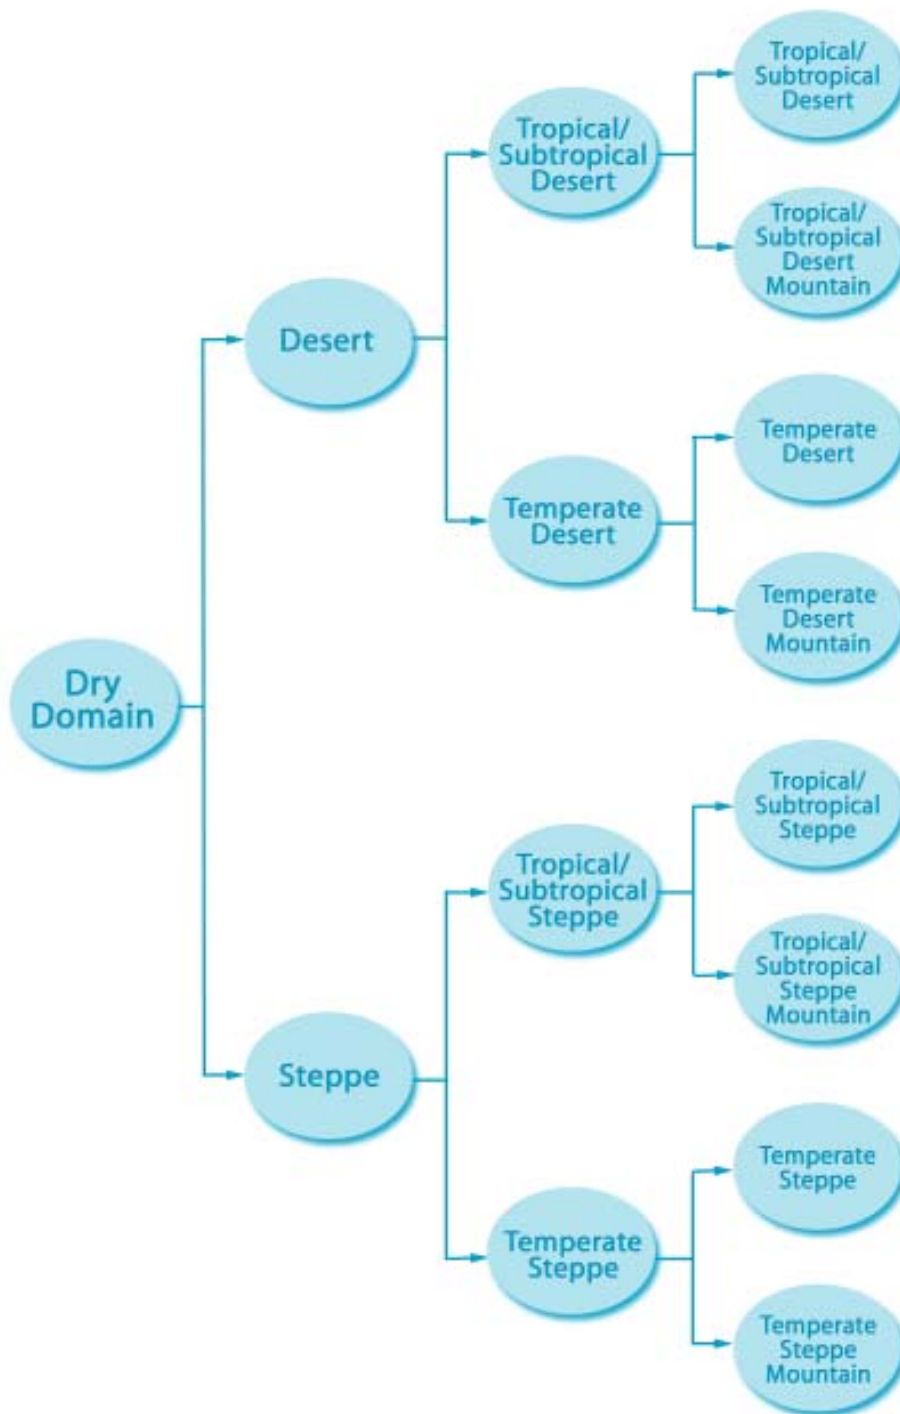 Tropical/
Subtropical
Desert
Tropical/
Subtropical
Desert
Tropical/
Subtropical
Desert
Mountain
Desert
Temperate
Desert
Temperate
Desert
Temperate
Desert
Mountain
Dry
Domain
Tropical/
Subtropical
Steppe
Tropical/
Subtropical
Steppe
Tropical/
Subtropical
Steppe
Mountain
Steppe
Temperate
Steppe
Temperate
Steppe
Temperate
Steppe
Mountain